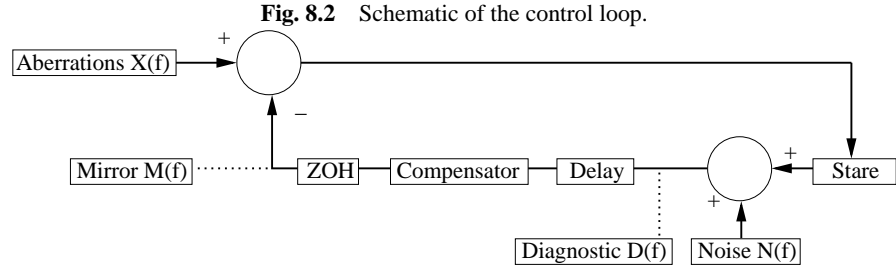 Fig. 8.2 Schematic of the control loop.
+
Aberrations X(f)
−
Mirror M(f)
ZOH
Compensator
Delay
+
Stare
+
Diagnostic D(f)
Noise N(f)